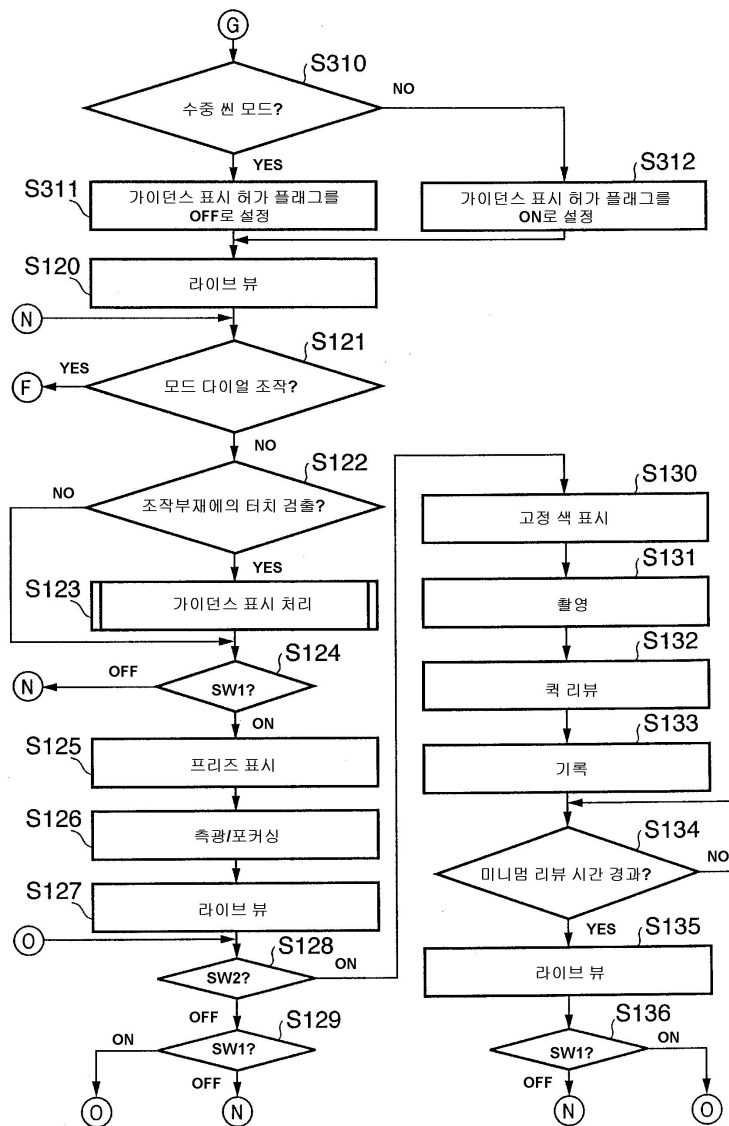 G
S310
수중 씬 모드?
NO
YES
S311
가이던스 표시 허가 플래그를
OFF로 설정
S312
가이던스 표시 허가 플래그를
ON로 설정
S120
라이브 뷰
N
S121
YES
F
모드 다이얼 조작?
NO
S122
NO
조작부재에의 터치 검출?
YES
S123
가이던스 표시 처리
S124
N
OFF
SW1?
ON
S125
프리즈 표시
S126
측광/포커싱
S127
라이브 뷰
O
S128
SW2?
ON
OFF
S129
ON
SW1?
OFF
O
N
S130
고정 색 표시
S131
촬영
S132
퀵 리뷰
S133
기록
S134
미니멈 리뷰 시간 경과?
NO
YES
S135
라이브 뷰
S136
SW1?
ON
OFF
N
O